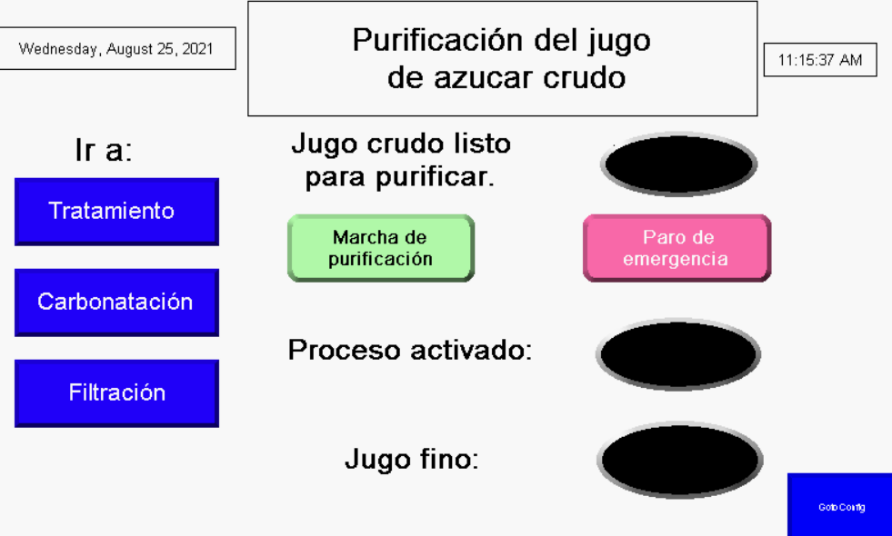 Wednesday, August 25, 2021
Purificación del jugo
de azucar crudo
11:15:37 AM
Ir a:
Tratamiento
Carbonatación
Filtración
Jugo crudo listo
para purificar.
Marcha de
purificación
Paro de
emergencia
Proceso activado:
Jugo fino:
Goto Config